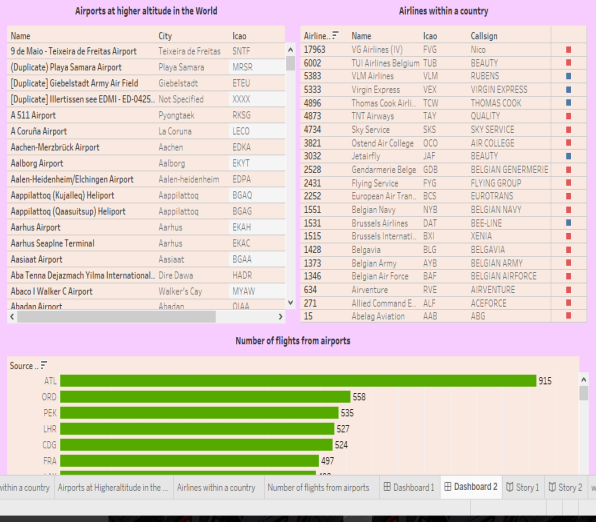 Airports at higher altitude in the World
Name City Icao
9 de Maio - Teixeira de Freitas Airport Teixeira de Freitas SNTF
(Duplicate) Playa Samara Airport Playa Samara MRSR
[Duplicate] Giebelstadt Army Air Field Giebelstadt ETEU
[Duplicate] Illertissen see EDMI - ED-0425.. Not Specified XXXX
A 511 Airport Pyongtaek RKSG
A Coruña Airport La Coruna LECO
Aachen-Merzbrück Airport Aachen EDKA
Aalborg Airport Aalborg EKYT
Aalen-Heidenheim/Elchingen Airport Aalen-heidenheim EDPA
Aappilattoq (Kujalleq) Heliport Aappilattoq BGAQ
Aappilattoq (Qaasuitsup) Heliport Aappilattoq BGAG
Aarhus Airport Aarhus EKAH
Aarhus Seaplne Terminal Aarhus EKAC
Aasiaat Airport Aasiaat BGAA
Aba Tenna Dejazmach Yilma International.. Dire Dawa HADR
Abaco I Walker C Airport Walker's Cay MYAW
Abadan Airport Abadan OIAA
Airlines within a country
Airline.. Name Icao Callsign
17963 VG Airlines (IV) FVG Nico
6002 TUI Airlines Belgium TUB BEAUTY
5383 VLM Airlines VLM RUBENS
5333 Virgin Express VEX VIRGIN EXPRESS
4896 Thomas Cook Airli.. TCW THOMAS COOK
4873 TNT Airways TAY QUALITY
4734 Sky Service SKS SKY SERVICE
3821 Ostend Air College OCO AIR COLLEGE
3032 Jetairfly JAF BEAUTY
2528 Gendarmerie Belge GDB BELGIAN GENERMERIE
2431 Flying Service FYG FLYING GROUP
2252 European Air Tran.. BCS EUROTRANS
1551 Belgian Navy NYB BELGIAN NAVY
1531 Brussels Airlines DAT BEE-LINE
1515 Brussels Internati.. BXI XENIA
1428 Belgavia BLG BELGAVIA
1373 Belgian Army AYB BELGIAN ARMY
1346 Belgian Air Force BAF BELGIAN AIRFORCE
634 Airventure RVE AIRVENTURE
271 Allied Command E.. ALF ACEFORCE
15 Abelag Aviation AAB ABG
Number of flights from airports
Source ..
ATL 915
ORD 558
PEK 535
LHR 527
CDG 524
FRA 497
within a country Airports at Higheraltitude in the ... Airlines within a country Number of flights from airports Dashboard 1 Dashboard 2 Story 1 Story 2 w